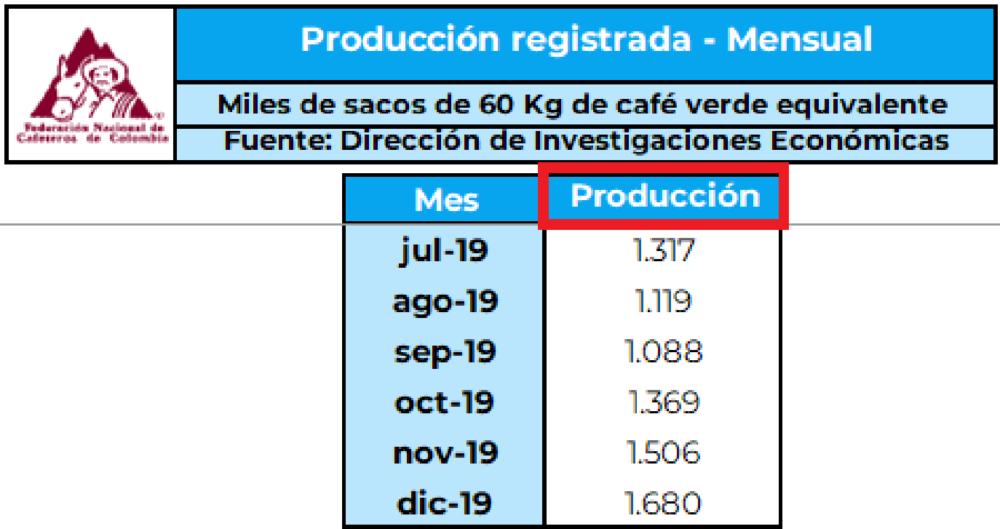 Producción registrada - Mensual
Miles de sacos de 60 Kg de café verde equivalente
Federación Nacional de
Cafeteros de Colombia
Fuente: Dirección de Investigaciones Económicas
Mes Producción
jul-19 1.317
ago-19 1.119
sep-19 1.088
oct-19 1.369
nov-19 1.506
dic-19 1.680